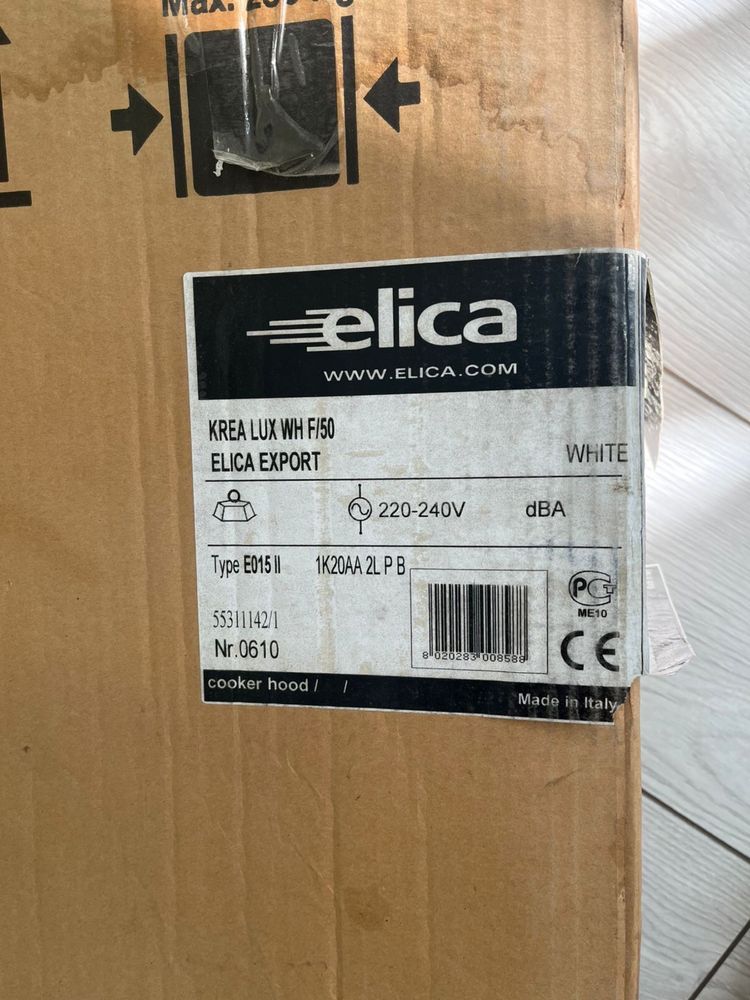 Max.
elica
WWW.ELICA.COM
KREA LUX WH F/50
ELICA EXPORT
WHITE
220-240V
dBA
Type E015 II 1K20AA 2L P B
55311142/1
Nr.0610
8 020283 008588
ME10
CE
cooker hood / /
Made in Italy